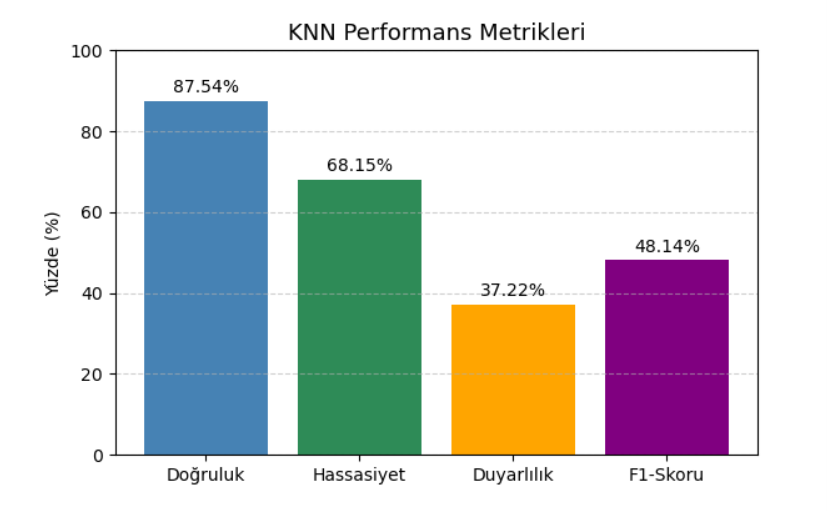 KNN Performans Metrikleri
100
80
60
40
20
0
Yüzde (%)
87.54%
68.15%
37.22%
48.14%
Doğruluk
Hassasiyet
Duyarlılık
F1-Skoru